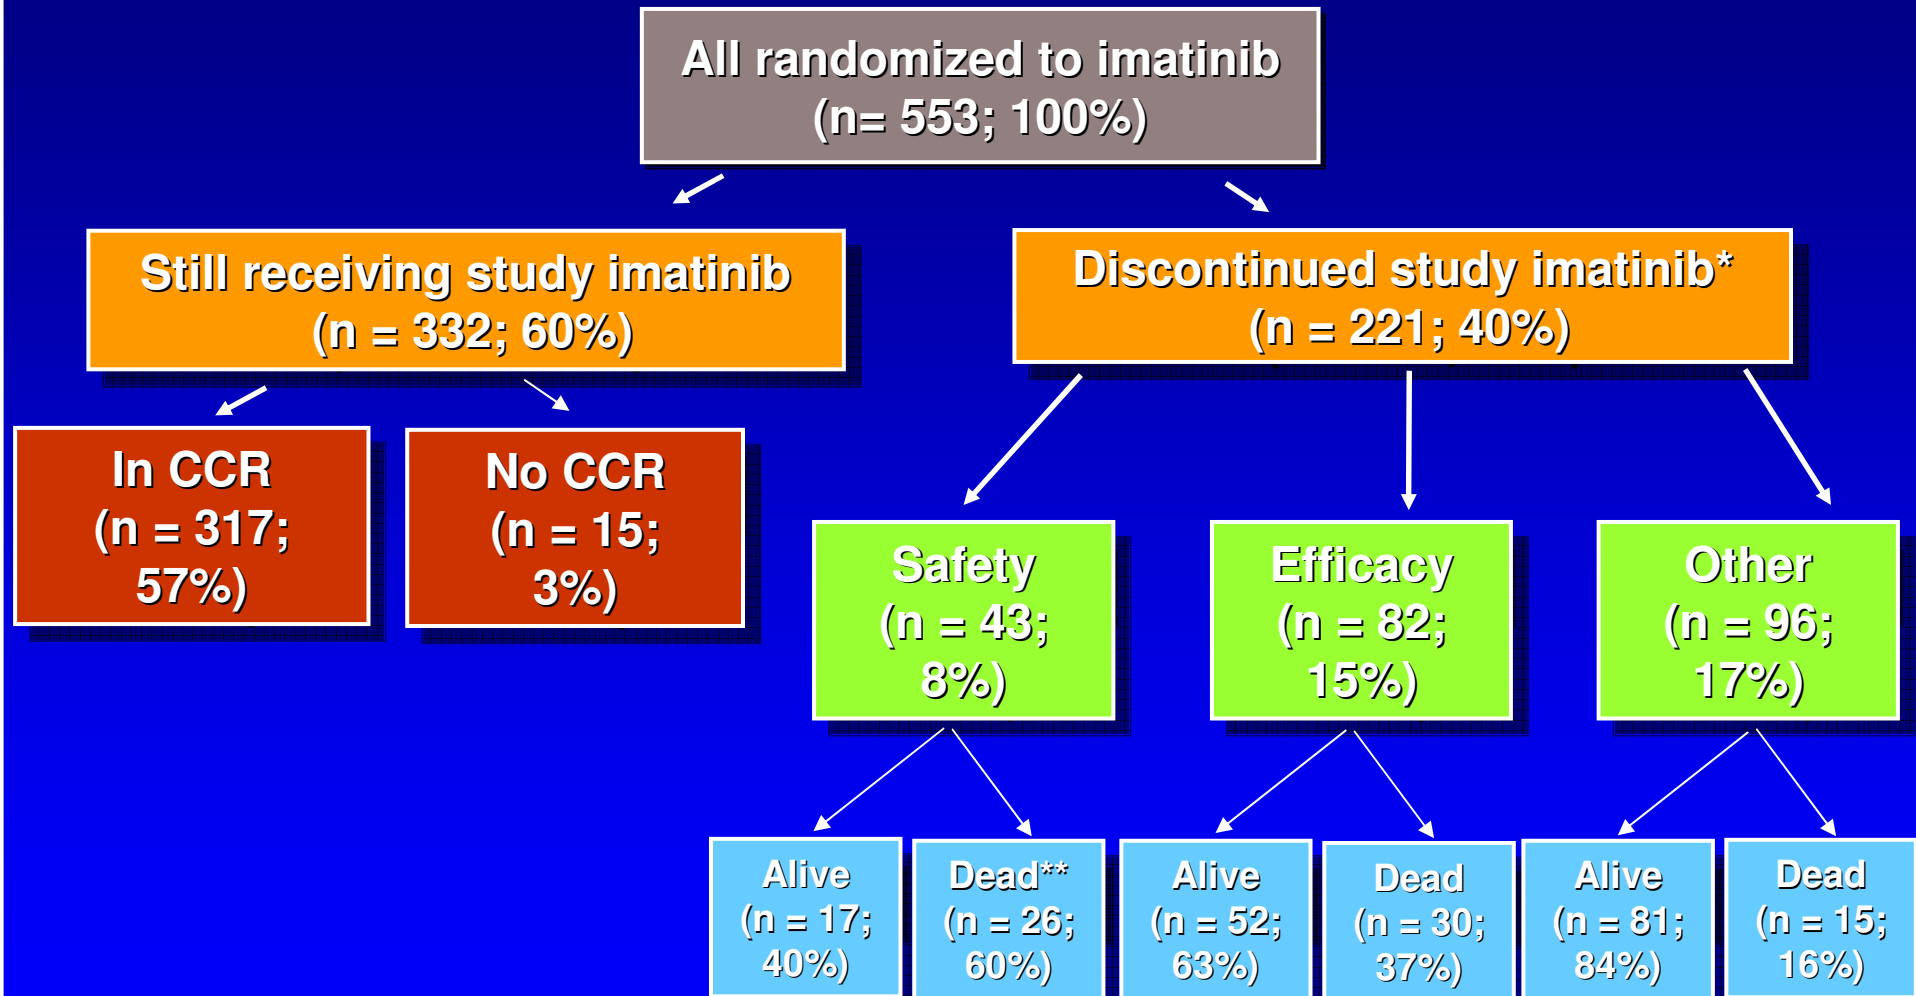 All randomized to imatinib
(n= 553; 100%)
Still receiving study imatinib
(n = 332; 60%)
Discontinued study imatinib*
(n = 221; 40%)
In CCR
(n = 317;
57%)
No CCR
(n = 15;
3%)
Safety
(n = 43;
8%)
Efficacy
(n = 82;
15%)
Other
(n = 96;
17%)
Alive
(n = 17;
40%)
Dead**
(n = 26;
60%)
Alive
(n = 52;
63%)
Dead
(n = 30;
37%)
Alive
(n = 81;
84%)
Dead
(n = 15;
16%)